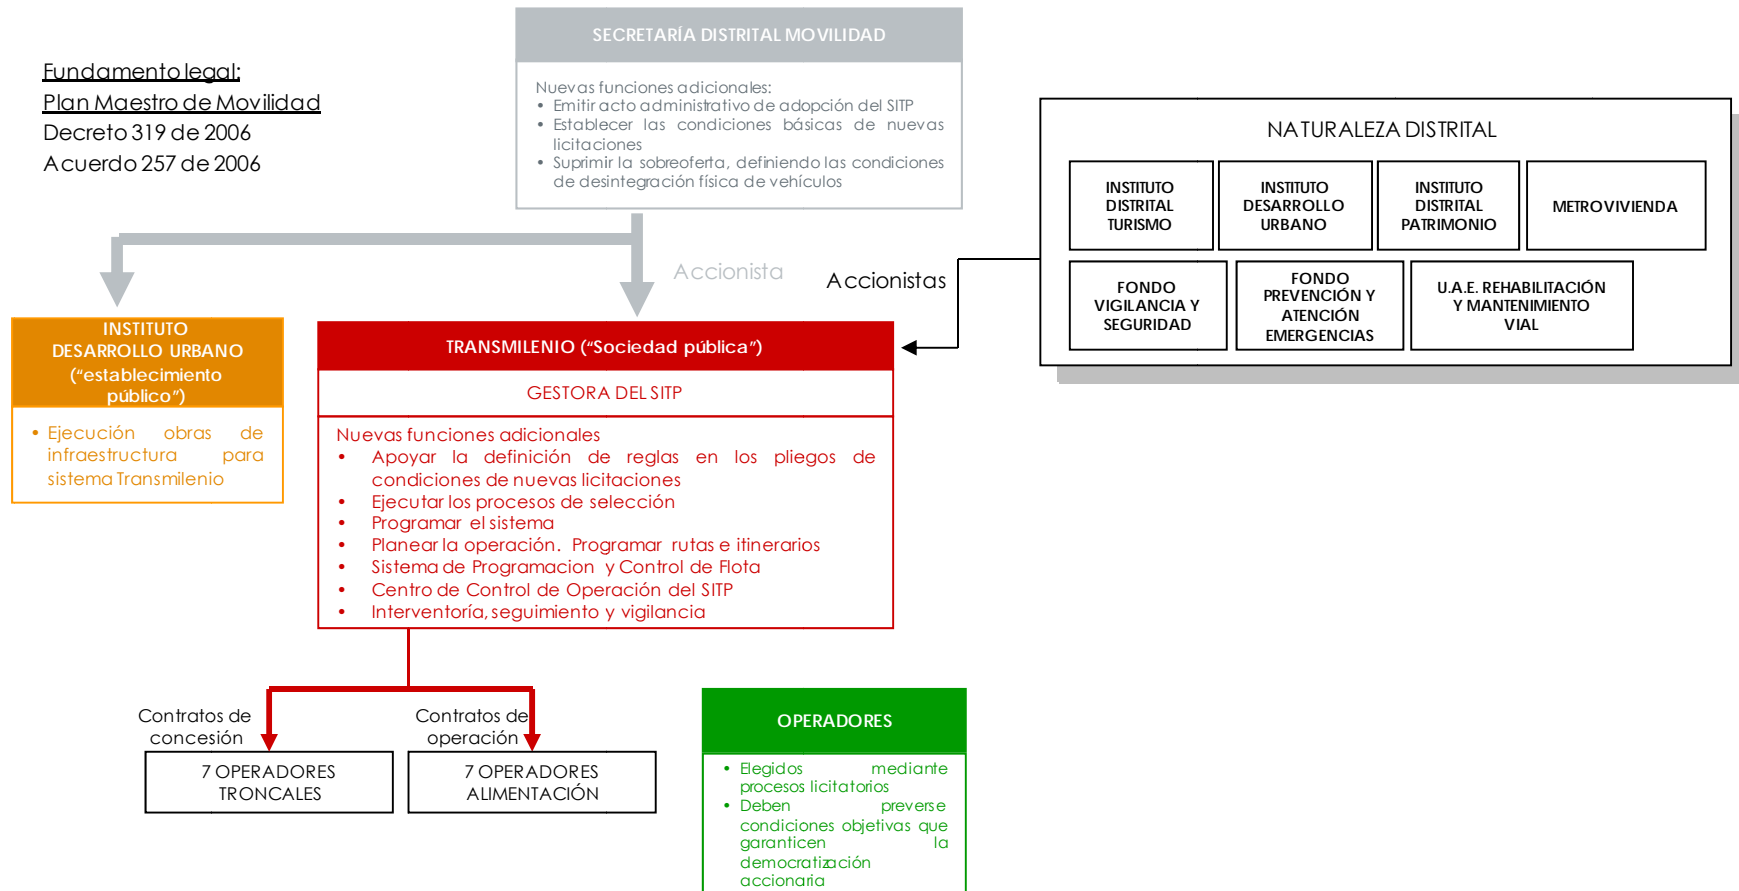 Fundamento legal:
Plan Maestro de Movilidad
Decreto 319 de 2006
Acuerdo 257 de 2006
SECRETARÍA DISTRITAL MOVILIDAD
Nuevas funciones adicionales:
• Emitir acto administrativo de adopción del SITP
• Establecer las condiciones básicas de nuevas
licitaciones
• Suprimir la sobreoferta, definiendo las condiciones
de desintegración física de vehículos
NATURALEZA DISTRITAL
INSTITUTO
DISTRITAL
TURISMO
INSTITUTO
DESARROLLO
URBANO
INSTITUTO
DISTRITAL
PATRIMONIO
METROVIVIENDA
FONDO
VIGILANCIA Y
SEGURIDAD
FONDO
PREVENCIÓN Y
ATENCIÓN
EMERGENCIAS
U.A.E. REHABILITACIÓN
Y MANTENIMIENTO
VIAL
Accionista
Accionistas
INSTITUTO
DESARROLLO URBANO
("establecimiento
público")
• Ejecución obras de
infraestructura para
sistema Transmilenio
TRANSMILENIO ("Sociedad pública")
GESTORA DEL SITP
Nuevas funciones adicionales
• Apoyar la definición de reglas en los pliegos de
condiciones de nuevas licitaciones
• Ejecutar los procesos de selección
• Programar el sistema
• Planear la operación. Programar rutas e itinerarios
• Sistema de Programacion y Control de Flota
• Centro de Control de Operación del SITP
• Interventoría, seguimiento y vigilancia
Contratos de
concesión
Contratos de
operación
7 OPERADORES
TRONCALES
7 OPERADORES
ALIMENTACIÓN
OPERADORES
• Elegidos mediante
procesos licitatorios
• Deben preverse
condiciones objetivas que
garanticen la
democratización
accionaria